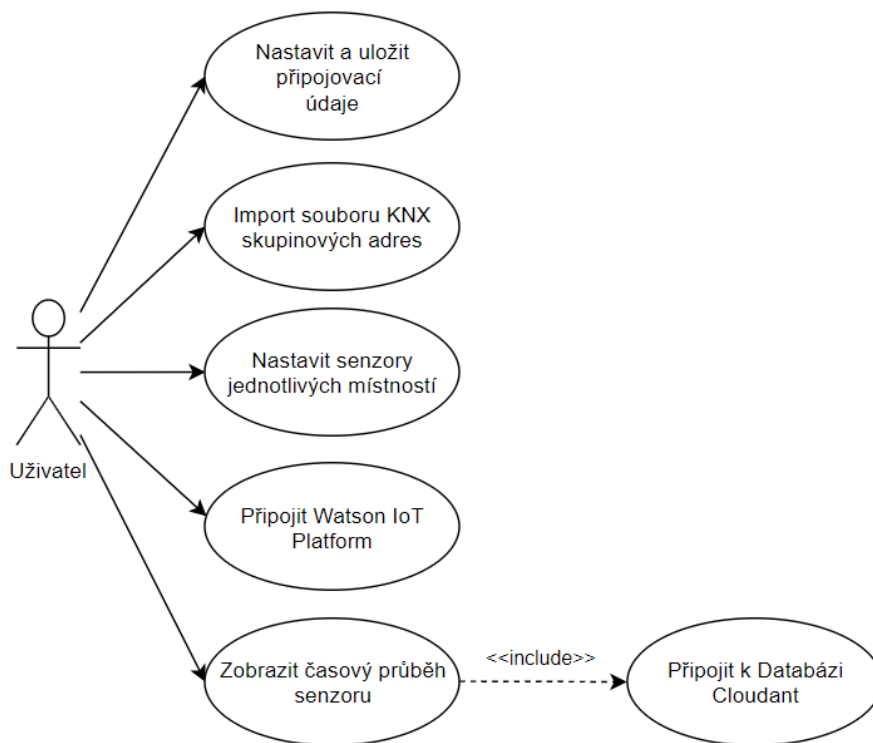 Nastavit a uložit
připojovací
údaje
Import souboru KNX
skupinových adres
Nastavit senzory
jednotlivých místností
Uživatel
Připojit Watson IoT
Platform
Zobrazit časový průběh
senzoru
<<include>>
Připojit k Databázi
Cloudant